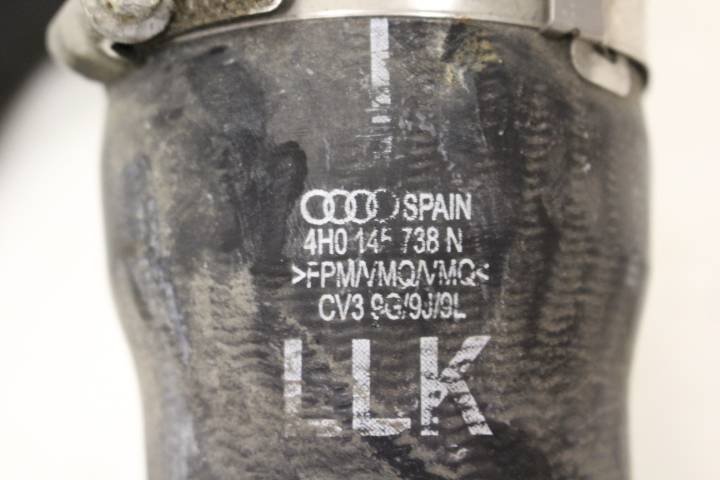 SPAIN
4H0 145 738 N
>FPM/VMQ/VMQ<
CV3 9G/9J/9L
LLK